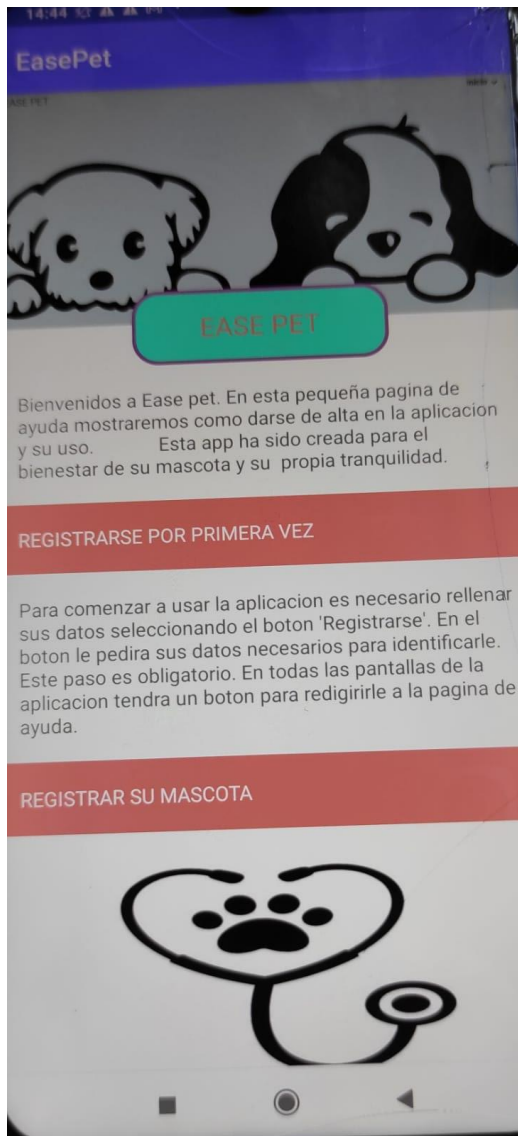 14:44
EasePet
EASE PET
EASE PET
Bienvenidos a Ease pet. En esta pequeña pagina de
ayuda mostraremos como darse de alta en la aplicacion
y su uso. Esta app ha sido creada para el
bienestar de su mascota y su propia tranquilidad.
REGISTRARSE POR PRIMERA VEZ
Para comenzar a usar la aplicacion es necesario rellenar
sus datos seleccionando el boton 'Registrarse'. En el
boton le pedira sus datos necesarios para identificarle.
Este paso es obligatorio. En todas las pantallas de la
aplicacion tendra un boton para redigirirle a la pagina de
ayuda.
REGISTRAR SU MASCOTA